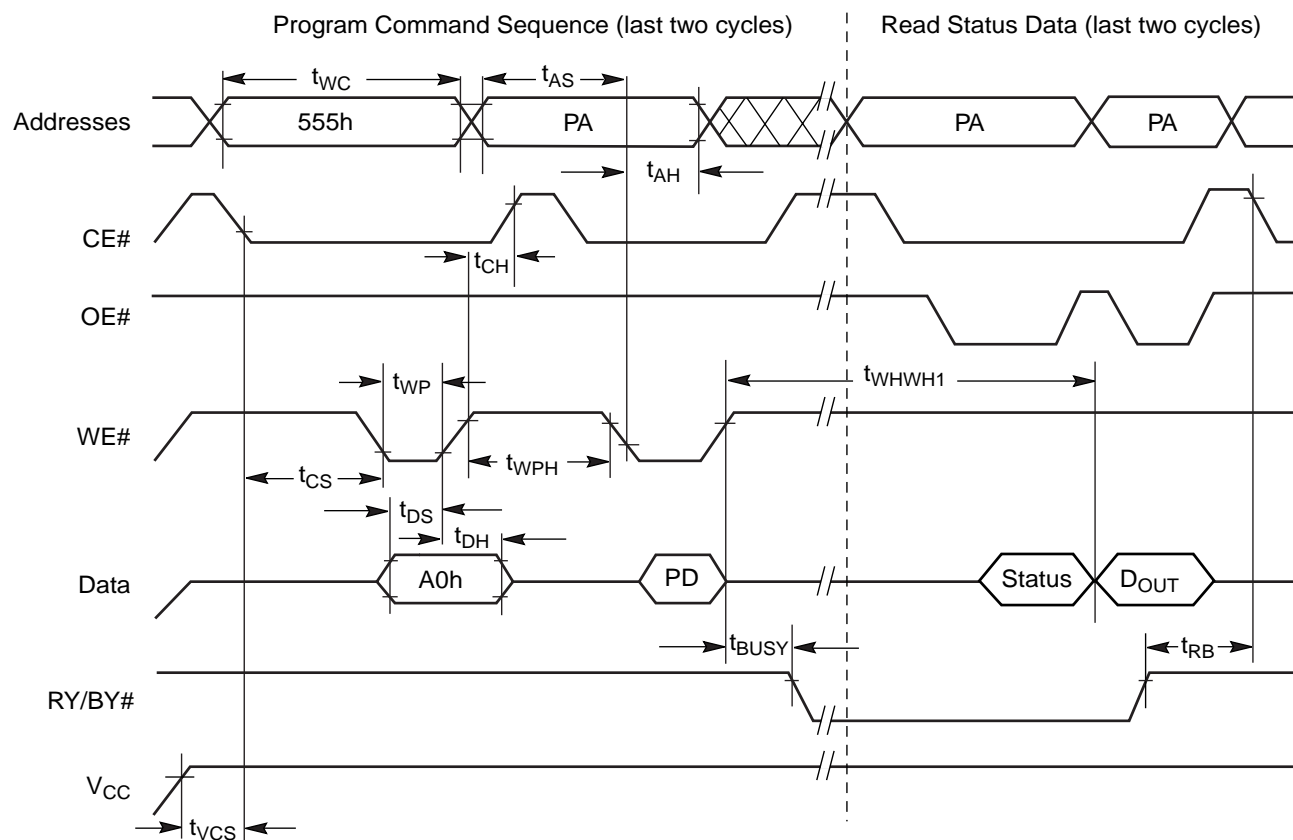 Program Command Sequence (last two cycles)
Read Status Data (last two cycles)
tWC
tAS
Addresses
555h
PA
PA
PA
tAH
CE#
tCH
OE#
tWP
tWHWH1
WE#
tCS
tWPH
tDS
tDH
Data
A0h
PD
Status
DOUT
tBUSY
tRB
RY/BY#
VCC
tVCS